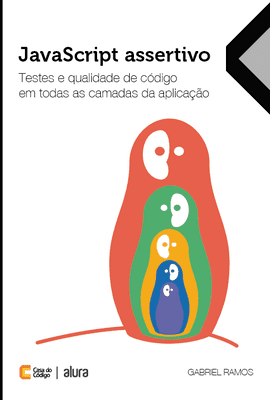 JavaScript assertivo
Testes e qualidade de código
em todas as camadas da aplicação
Casa do
Código
alura
GABRIEL RAMOS